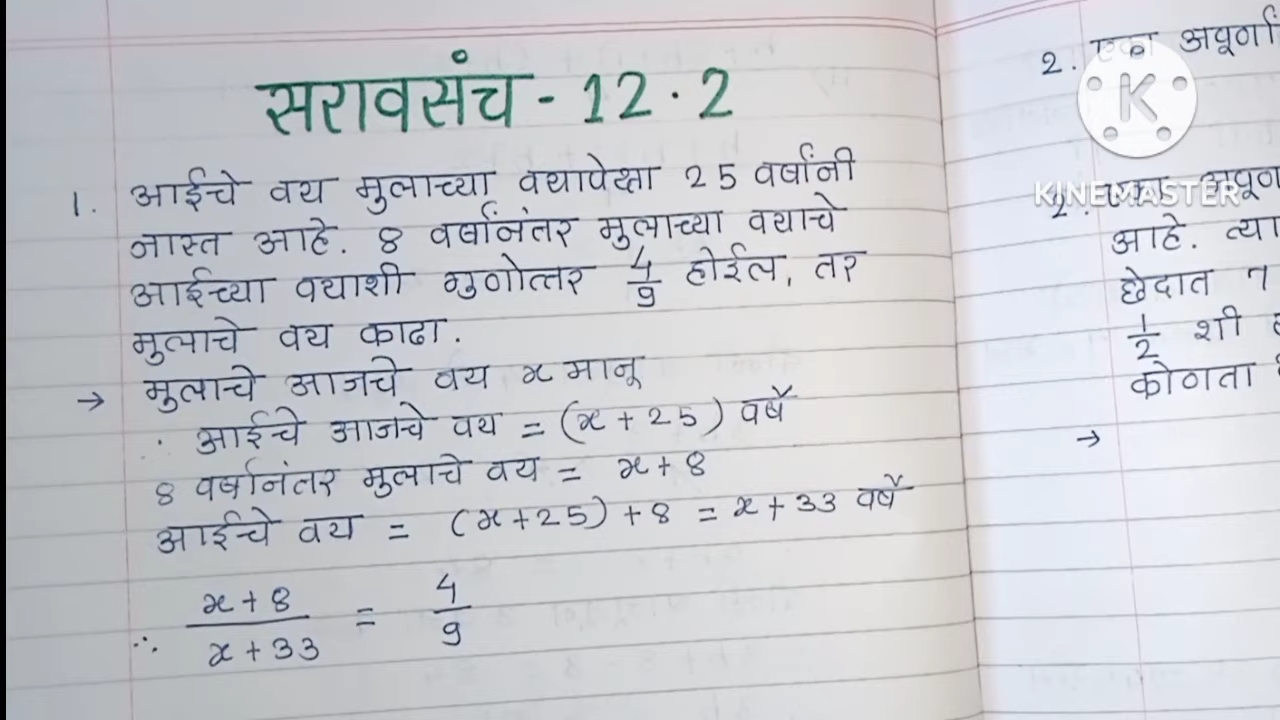 सरावसंच - 12.2
1. आईचे वय मुलाच्या वयापेक्षा 25 वर्षांनी
जास्त आहे. 8 वर्षांनंतर मुलाच्या वयाचे
आईच्या वयाशी गुणोत्तर 4/9 होईल, तर
मुलाचे वय काढा.
→ मुलाचे आजचे वय x मानू
∴ आईचे आजचे वय = (x + 25) वर्षे
8 वर्षानंतर मुलाचे वय = x + 8
आईचे वय = (x + 25) + 8 = x + 33 वर्षे
∴ x + 8 / x + 33 = 4/9
2. एका
KINEMASTER
2.
आहे.
छेदात 7
1/2 शी
कोणता
→